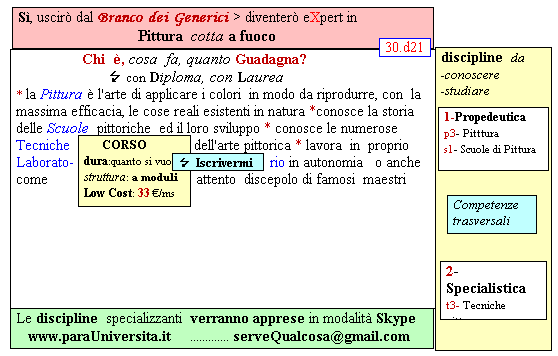 Sì, uscirò dal Branco dei Generici > diventerò eXpert in
Pittura cotta a fuoco
30.d21
Chi è, cosa fa, quanto Guadagna?
con Diploma, con Laurea
* la Pittura è l'arte di applicare i colori in modo da riprodurre, con la
massima efficacia, le cose reali esistenti in natura *conosce la storia
delle Scuole pittoriche ed il loro sviluppo * conosce le numerose
Tecniche dell'arte pittorica * lavora in proprio
Laborato- rio in autonomia o anche
come attento discepolo di famosi maestri
CORSO
dura:quanto si vuo
struttura: a moduli
Low Cost: 33 €/ms
Iscrivermi
discipline da
-conoscere
-studiare
1-Propedeutica
p3- Pitttura
s1- Scuole di Pittura
Competenze
trasversali
2-
Specialistica
t3- Tecniche
Le discipline specializzanti verranno apprese in modalità Skype
www.paraUniversita.it ............. serveQualcosa@gmail.com